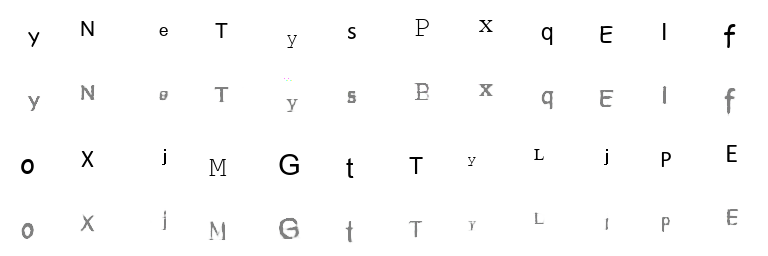 y N e T y s P x q E l f
y N e T y s B x q E l f
o X j M G t T y L j P E
o X j M G t T y L l p E